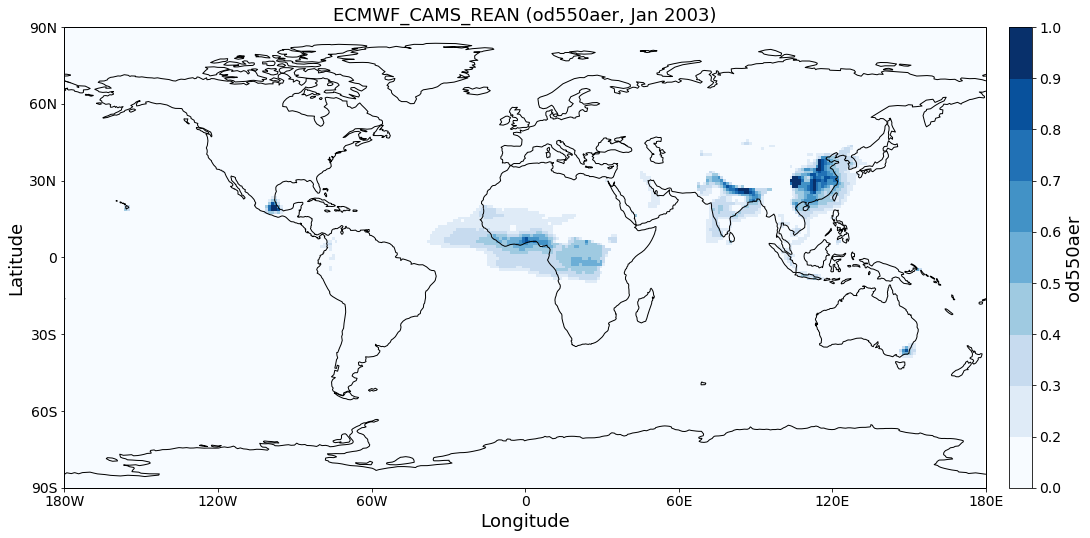 ECMWF_CAMS_REAN (od550aer, Jan 2003)
90N
60N
30N
0
30S
60S
90S
Latitude
180W
120W
60W
0
60E
120E
180E
Longitude
1.0
0.9
0.8
0.7
0.6
0.5
0.4
0.3
0.2
0.0
od550aer